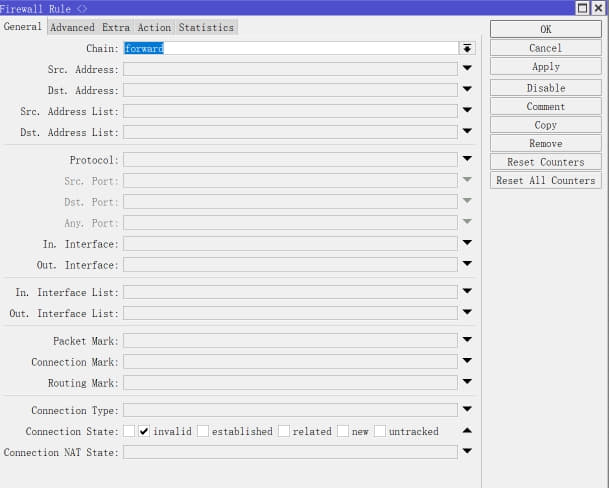 Firewall Rule <>
General Advanced Extra Action Statistics
Chain: forward
Src. Address:
Dst. Address:
Src. Address List:
Dst. Address List:
Protocol:
Src. Port:
Dst. Port:
Any. Port:
In. Interface:
Out. Interface:
In. Interface List:
Out. Interface List:
Packet Mark:
Connection Mark:
Routing Mark:
Connection Type:
Connection State: invalid established related new untracked
Connection NAT State:
OK
Cancel
Apply
Disable
Comment
Copy
Remove
Reset Counters
Reset All Counters